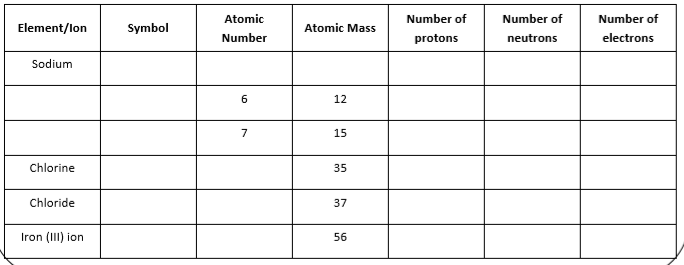 Element/Ion Symbol Atomic Number Atomic Mass Number of protons Number of neutrons Number of electrons
Sodium
6 12
7 15
Chlorine 35
Chloride 37
Iron (III) ion 56